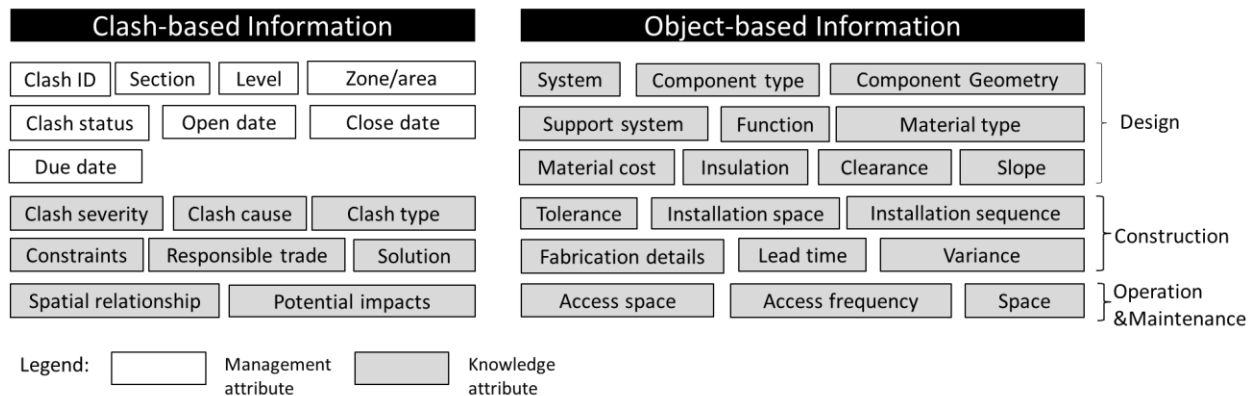 Clash-based Information
Object-based Information
Clash ID Section Level Zone/area
Clash status Open date Close date
Due date
Clash severity Clash cause Clash type
Constraints Responsible trade Solution
Spatial relationship Potential impacts
System Component type Component Geometry
Support system Function Material type
Material cost Insulation Clearance Slope
Design
Tolerance Installation space Installation sequence
Fabrication details Lead time Variance
Construction
Access space Access frequency Space
Operation
&Maintenance
Legend:
Management
attribute
Knowledge
attribute